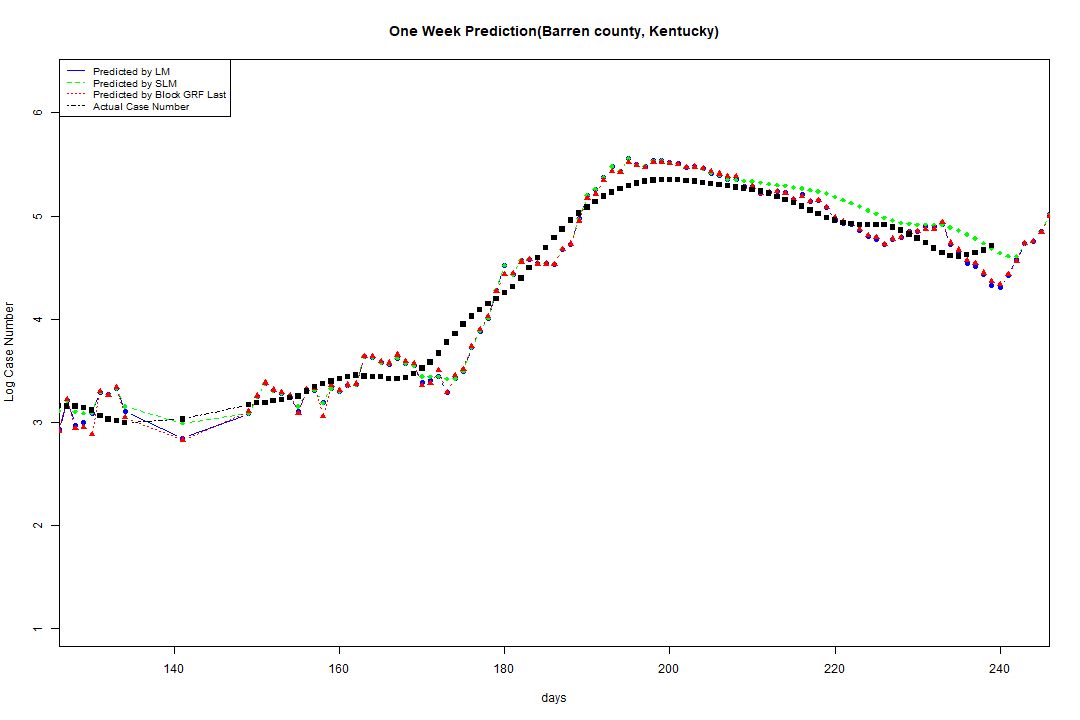 One Week Prediction(Barren county, Kentucky)
Predicted by LM
Predicted by SLM
Predicted by Block GRF Last
Actual Case Number
Log Case Number
6
5
4
3
2
1
140 160 180 200 220 240
days